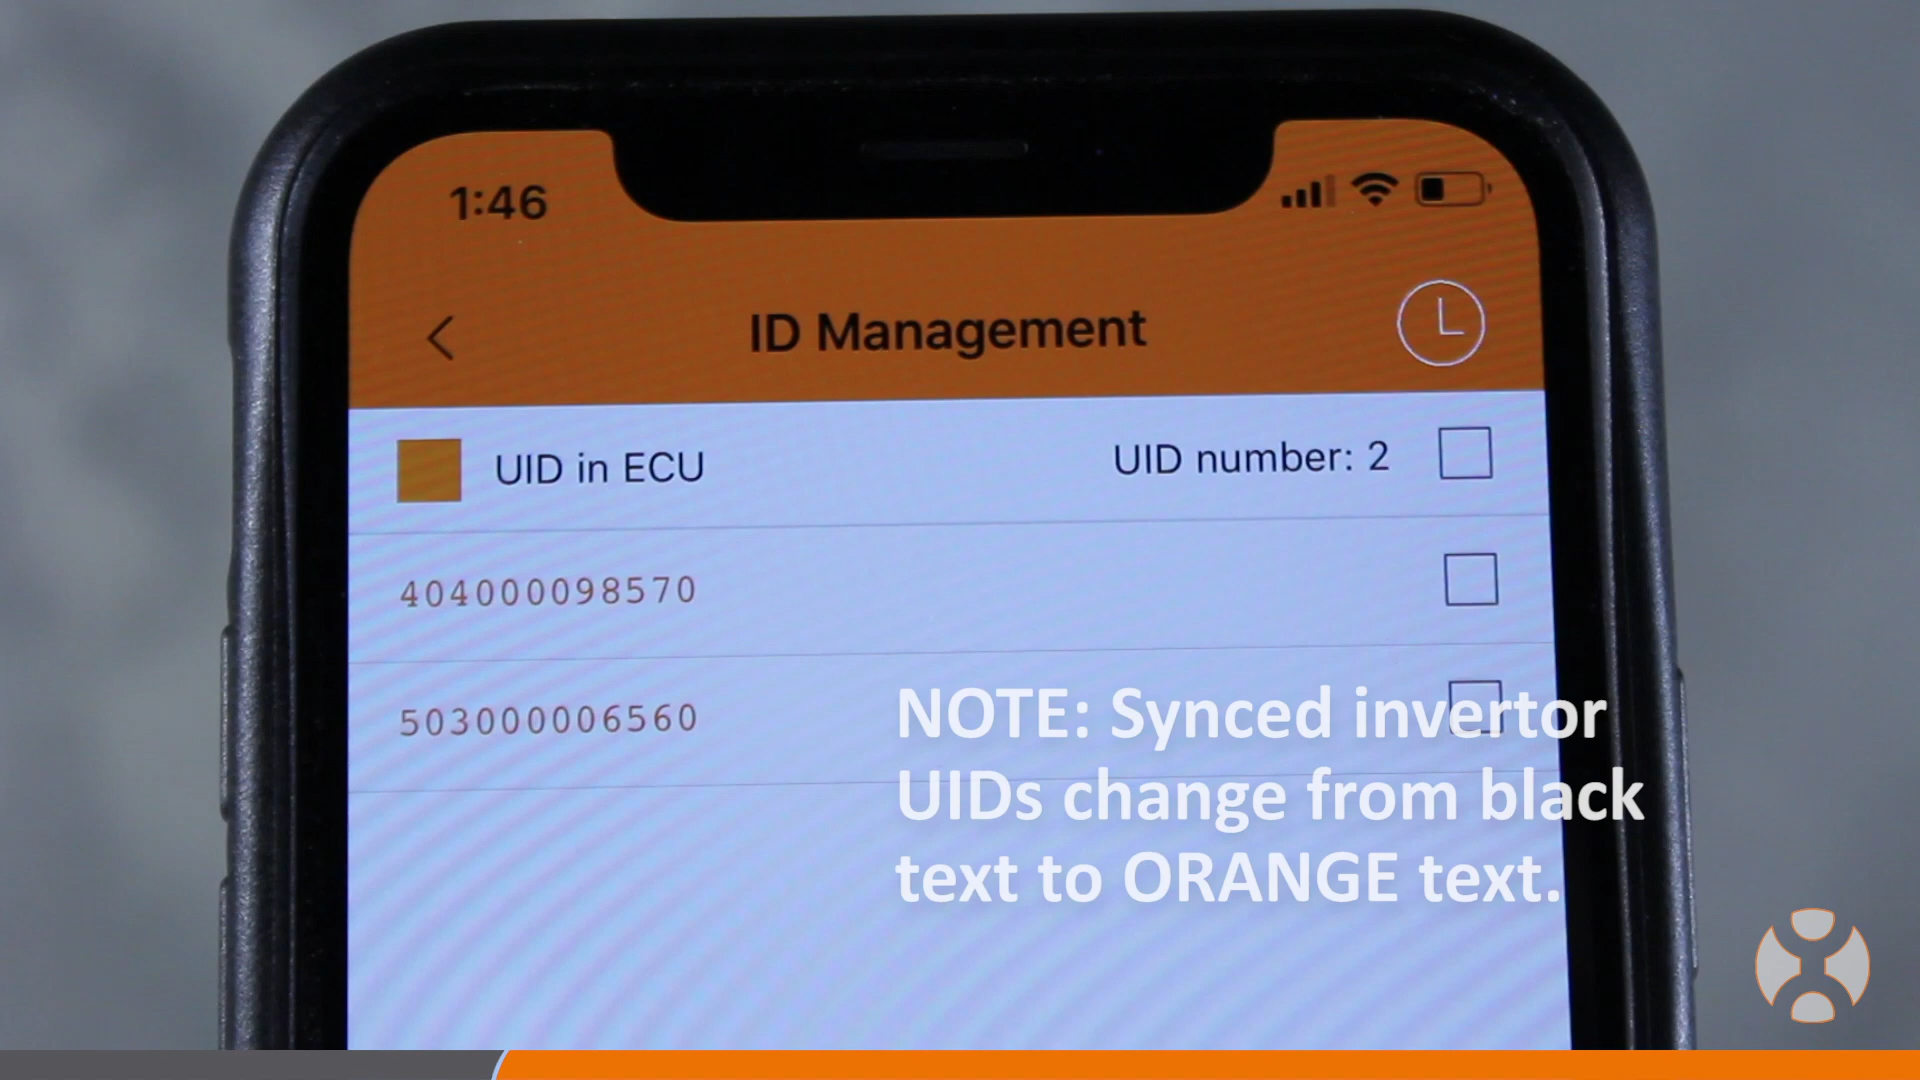 1:46
ID Management
UID in ECU
UID number: 2
404000098570
503000006560
NOTE: Synced invertor
UIDs change from black
text to ORANGE text.